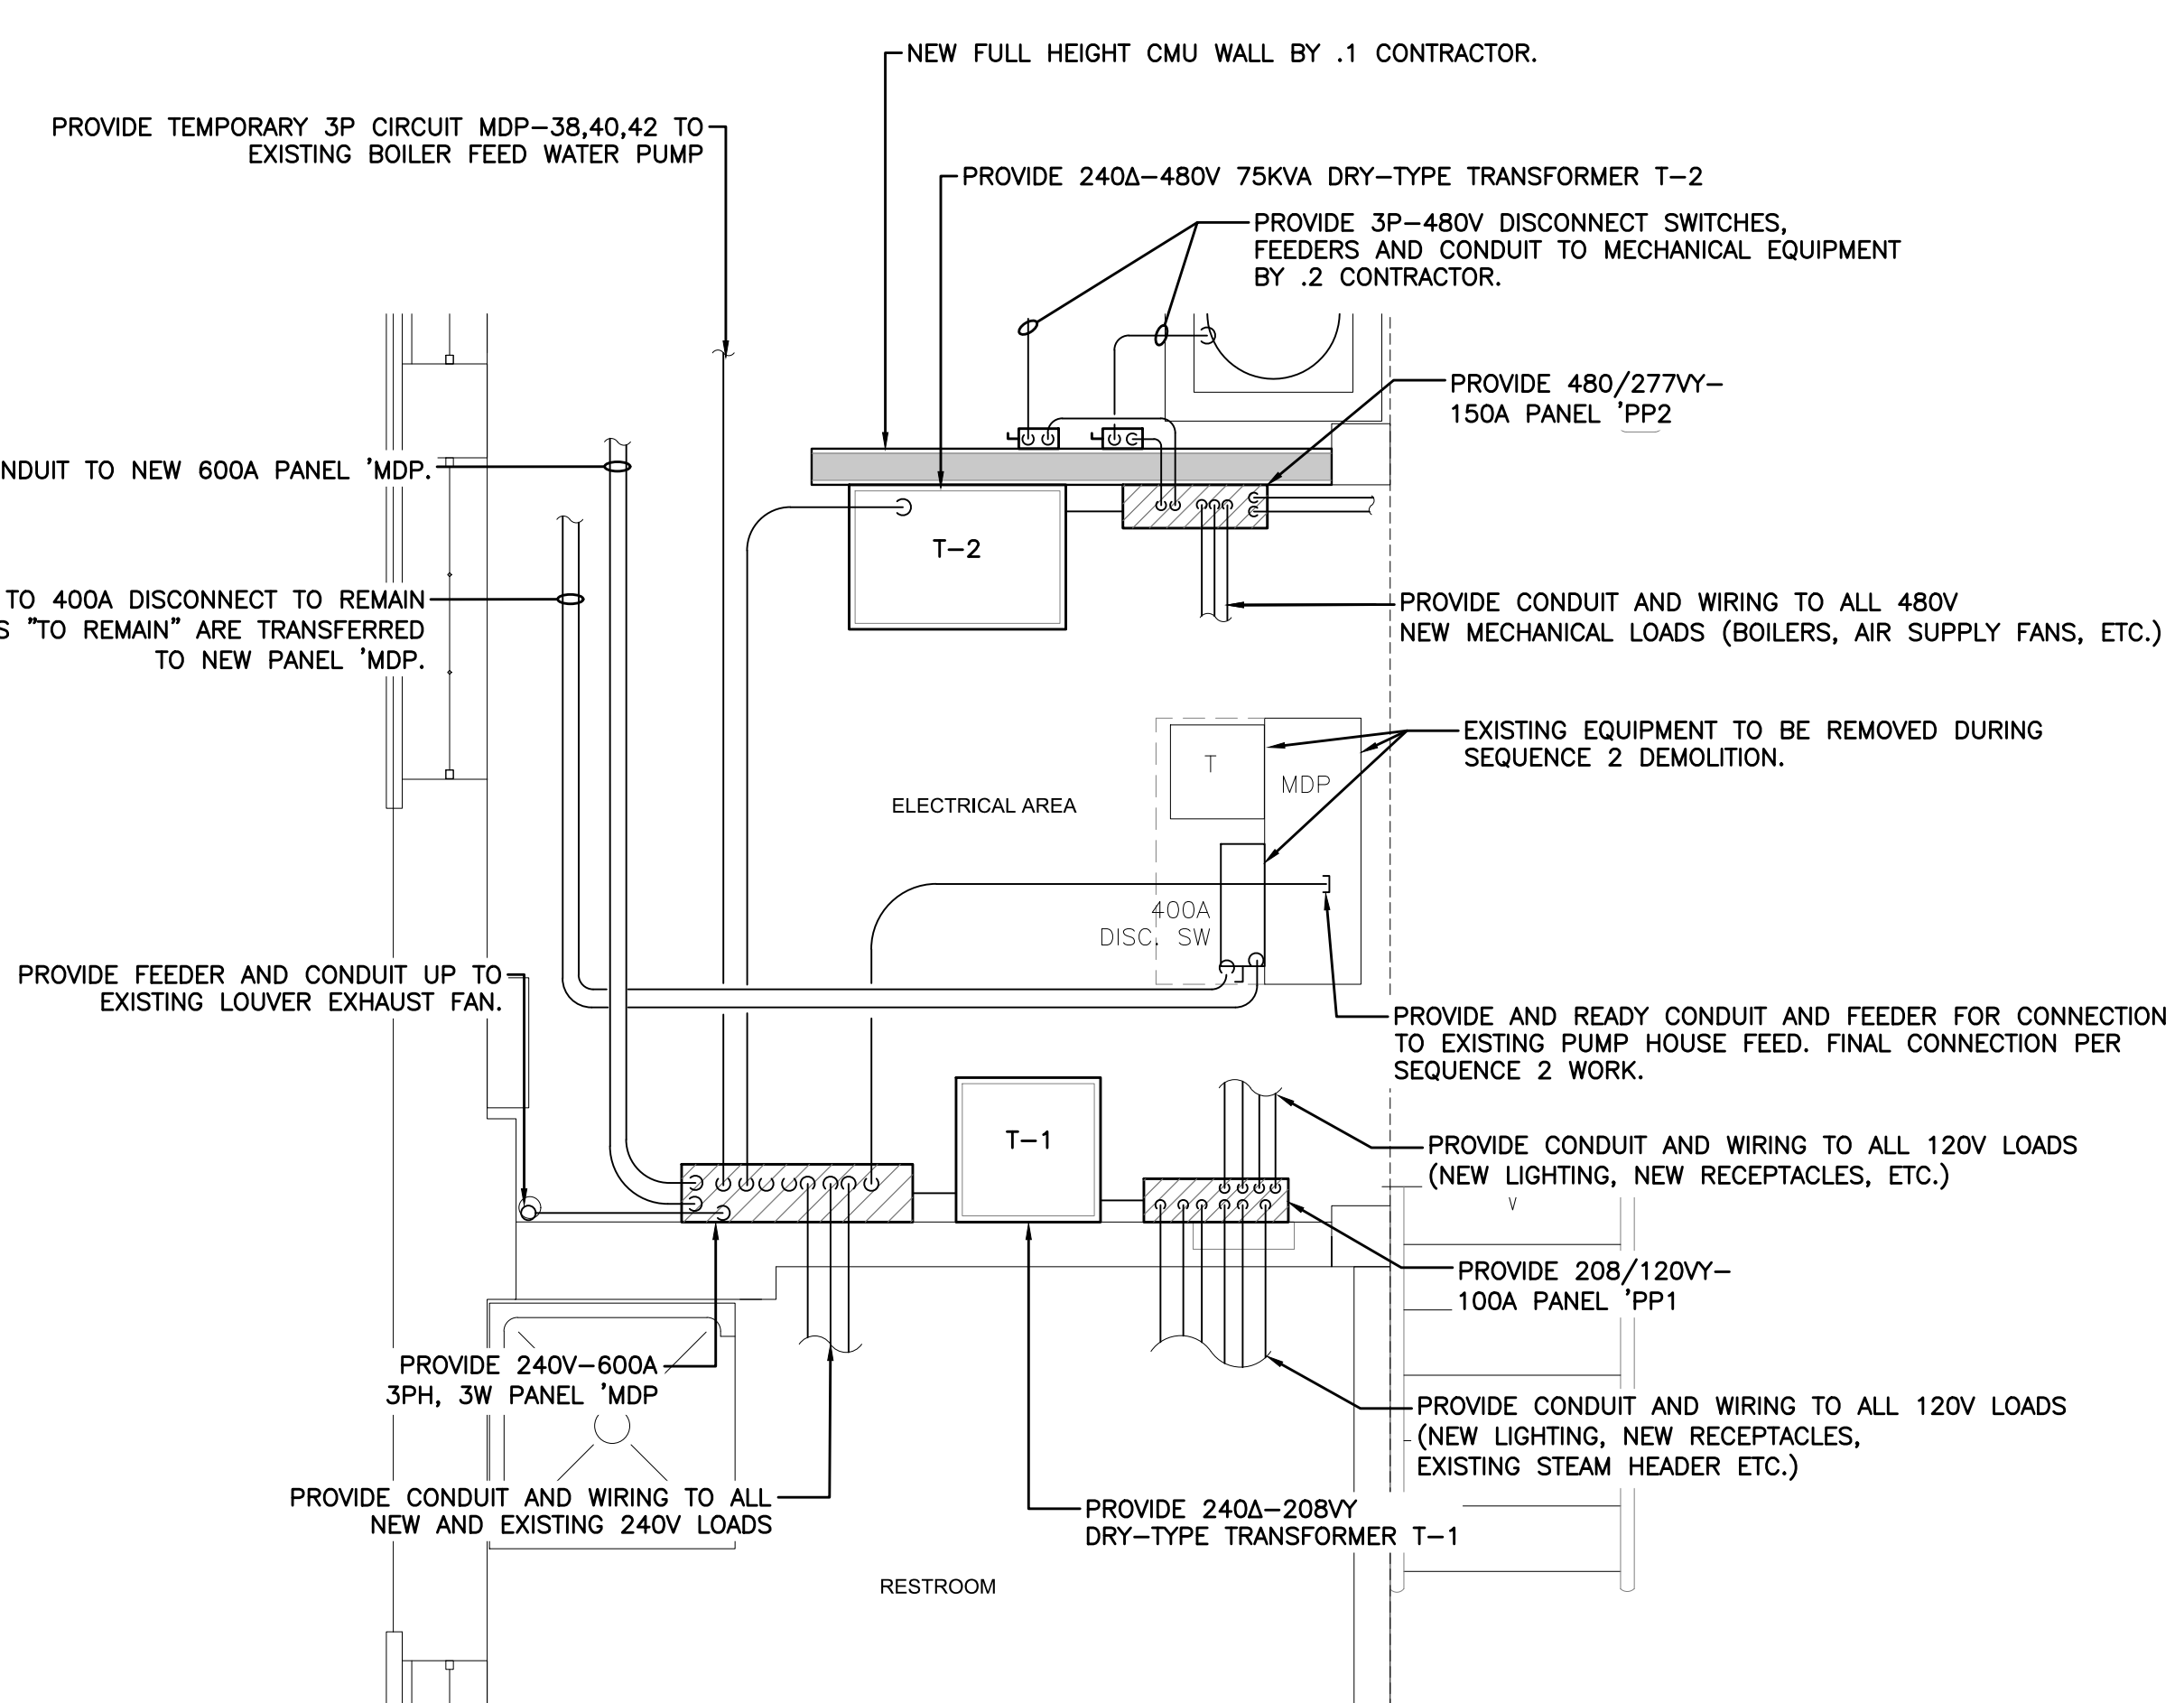 NEW FULL HEIGHT CMU WALL BY .1 CONTRACTOR.
PROVIDE TEMPORARY 3P CIRCUIT MDP-38,40,42 TO
EXISTING BOILER FEED WATER PUMP
PROVIDE 240Δ-480V 75KVA DRY-TYPE TRANSFORMER T-2
PROVIDE 3P-480V DISCONNECT SWITCHES,
FEEDERS AND CONDUIT TO MECHANICAL EQUIPMENT
BY .2 CONTRACTOR.
PROVIDE 480/277VY-
150A PANEL 'PP2
NDUIT TO NEW 600A PANEL 'MDP.
T-2
TO 400A DISCONNECT TO REMAIN
S "TO REMAIN" ARE TRANSFERRED
TO NEW PANEL 'MDP.
PROVIDE CONDUIT AND WIRING TO ALL 480V
NEW MECHANICAL LOADS (BOILERS, AIR SUPPLY FANS, ETC.)
EXISTING EQUIPMENT TO BE REMOVED DURING
SEQUENCE 2 DEMOLITION.
T
MDP
ELECTRICAL AREA
400A
DISC. SW
PROVIDE FEEDER AND CONDUIT UP TO
EXISTING LOUVER EXHAUST FAN.
PROVIDE AND READY CONDUIT AND FEEDER FOR CONNECTION
TO EXISTING PUMP HOUSE FEED. FINAL CONNECTION PER
SEQUENCE 2 WORK.
T-1
PROVIDE CONDUIT AND WIRING TO ALL 120V LOADS
(NEW LIGHTING, NEW RECEPTACLES, ETC.)
PROVIDE 208/120VY-
100A PANEL 'PP1
PROVIDE 240V-600A
3PH, 3W PANEL 'MDP
PROVIDE CONDUIT AND WIRING TO ALL 120V LOADS
(NEW LIGHTING, NEW RECEPTACLES,
EXISTING STEAM HEADER ETC.)
PROVIDE CONDUIT AND WIRING TO ALL
NEW AND EXISTING 240V LOADS
PROVIDE 240Δ-208VY
DRY-TYPE TRANSFORMER T-1
RESTROOM